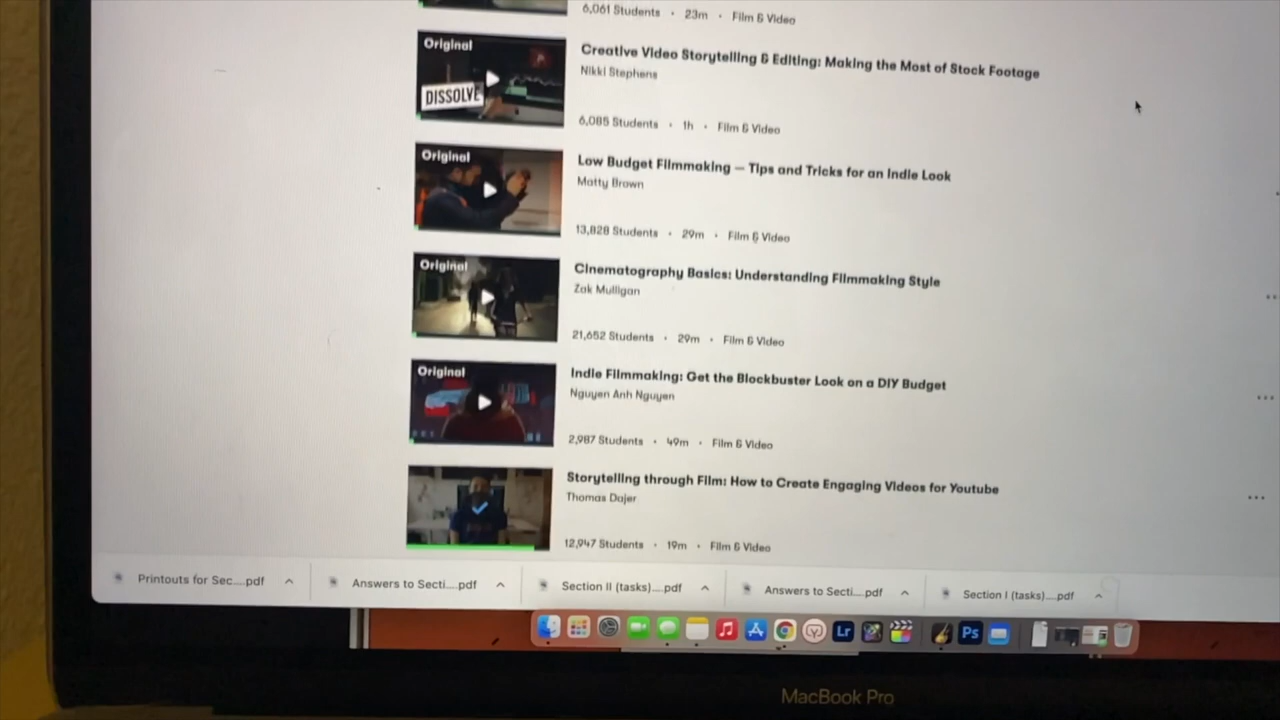 6,061 Students · 23m · Film & Video
Original
DISSOLVE
Creative Video Storytelling & Editing: Making the Most of Stock Footage
Nikki Stephens
6,085 Students · 1h · Film & Video
Original
Low Budget Filmmaking — Tips and Tricks for an Indie Look
Matty Brown
13,828 Students · 29m · Film & Video
Original
Cinematography Basics: Understanding Filmmaking Style
Zak Mulligan
21,652 Students · 29m · Film & Video
Original
Indie Filmmaking: Get the Blockbuster Look on a DIY Budget
Nguyen Anh Nguyen
2,987 Students · 49m · Film & Video
Storytelling through Film: How to Create Engaging Videos for Youtube
Thomas Dajer
12,947 Students · 19m · Film & Video
Printouts for Sec....pdf
Answers to Secti....pdf
Section II (tasks)....pdf
Answers to Secti....pdf
Section I (tasks)....pdf
Lr
Ps
MacBook Pro